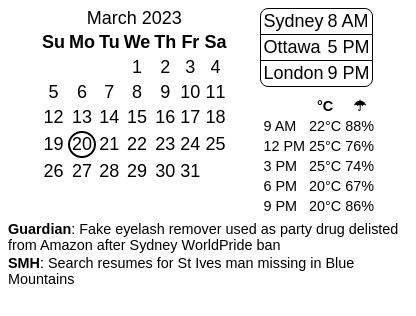 March 2023
Su Mo Tu We Th Fr Sa
1 2 3 4
5 6 7 8 9 10 11
12 13 14 15 16 17 18
19 20 21 22 23 24 25
26 27 28 29 30 31
Sydney 8 AM
Ottawa 5 PM
London 9 PM
°C ☂
9 AM 22°C 88%
12 PM 25°C 76%
3 PM 25°C 74%
6 PM 20°C 67%
9 PM 20°C 86%
Guardian: Fake eyelash remover used as party drug delisted
from Amazon after Sydney WorldPride ban
SMH: Search resumes for St Ives man missing in Blue
Mountains